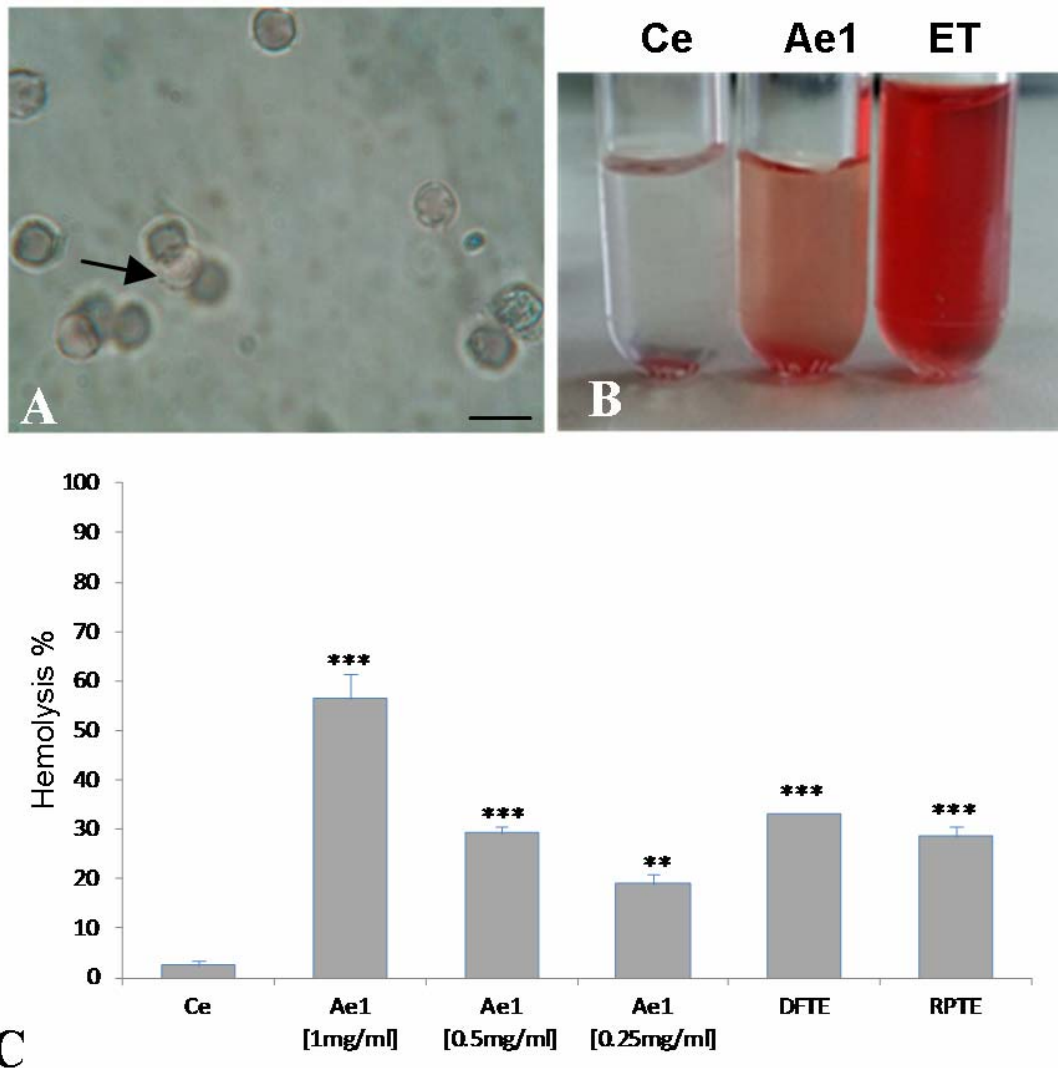 Ce Ae1 ET
A
B
100
90
80
70
60
50
40
30
20
10
0
Hemolysis %
***
***
**
***
***
Ce Ae1 Ae1 Ae1 DFTE RPTE
[1mg/ml] [0.5mg/ml] [0.25mg/ml]
C